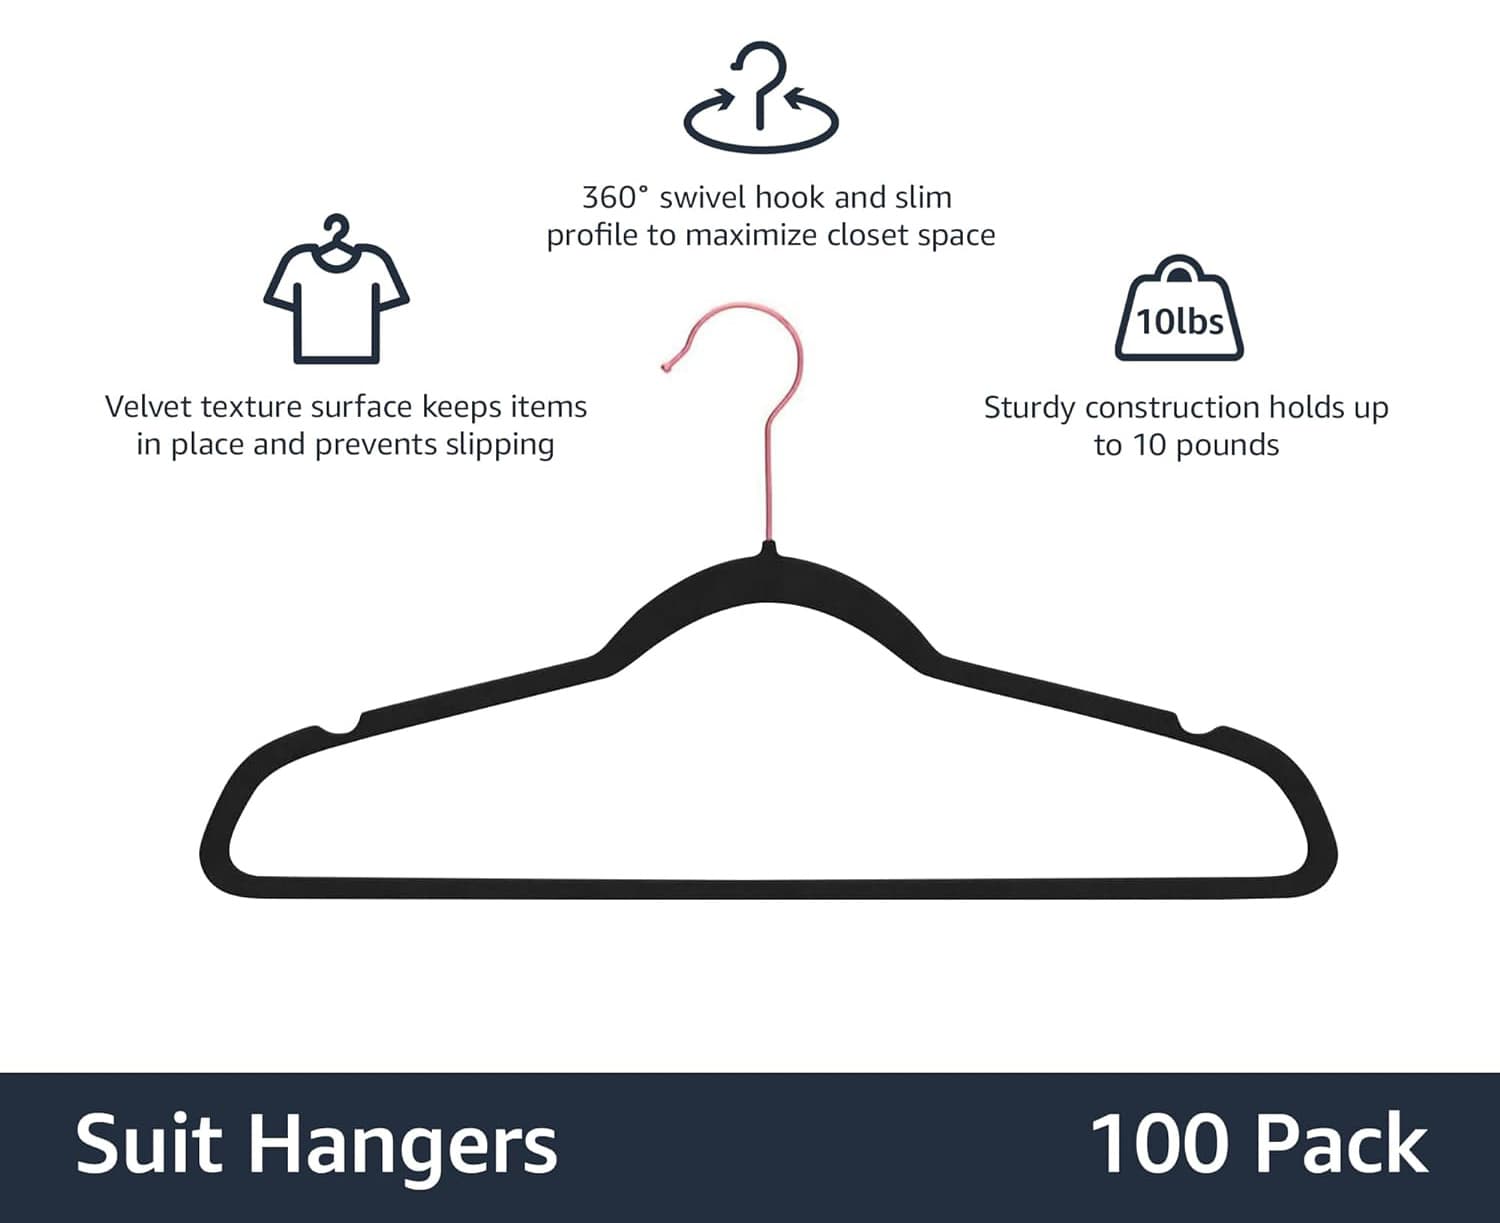 360° swivel hook and slim
profile to maximize closet space
Velvet texture surface keeps items
in place and prevents slipping
10lbs
Sturdy construction holds up
to 10 pounds
Suit Hangers
100 Pack